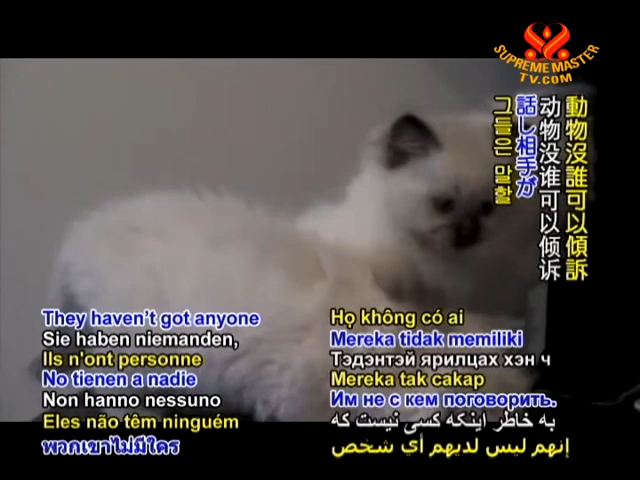 SUPREME MASTER
TV.COM
動物沒誰可以傾訴
动物没谁可以倾诉
話し相手が
그들은 말할
They haven't got anyone
Sie haben niemanden,
Ils n'ont personne
No tienen a nadie
Non hanno nessuno
Eles não têm ninguém
พวกเขาไม่มีใคร
Họ không có ai
Mereka tidak memiliki
Тэдэнтэй ярилцах хэн ч
Mereka tak cakap
Им не с кем поговорить.
به خاطر اینکه کسی نیست که
إنهم ليس لديهم أي شخص